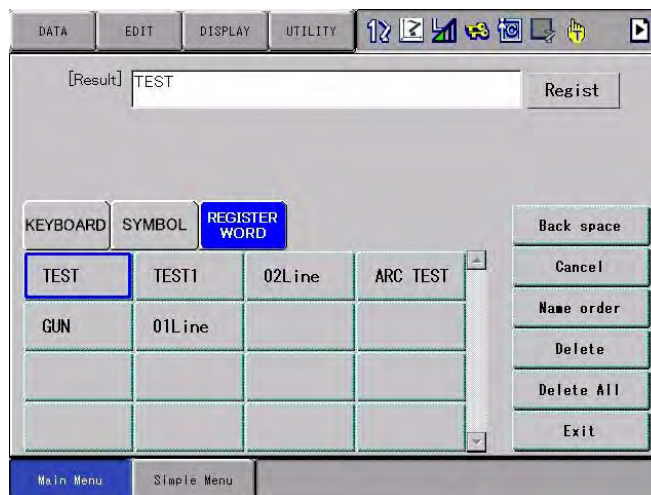 DATA EDIT DISPLAY UTILITY
[Result] TEST Regist
KEYBOARD SYMBOL REGISTER WORD
TEST TEST1 02Line ARC TEST
GUN 01Line
Back space
Cancel
Name order
Delete
Delete All
Exit
Main Menu Simple Menu